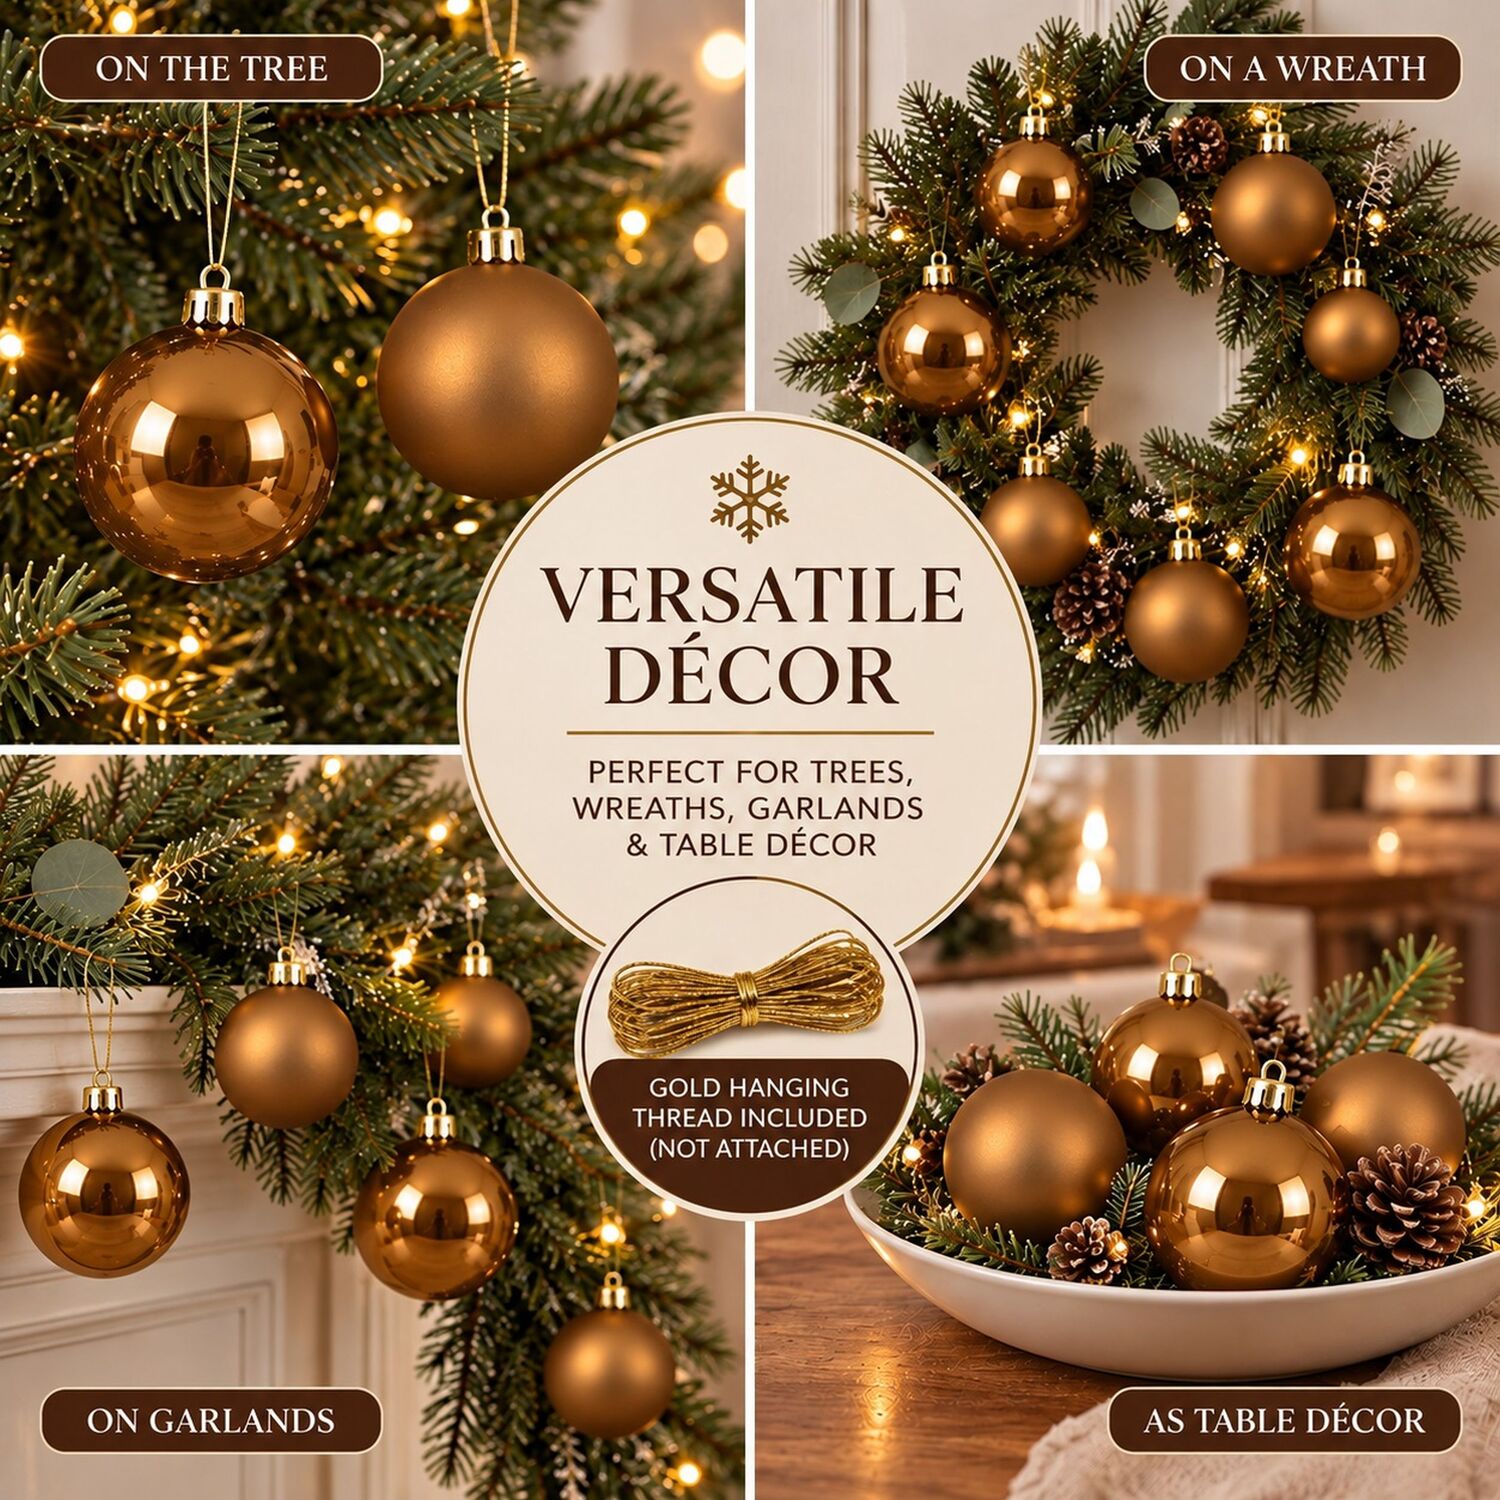 ON THE TREE
ON A WREATH
VERSATILE
DÉCOR
PERFECT FOR TREES,
WREATHS, GARLANDS
& TABLE DÉCOR
GOLD HANGING
THREAD INCLUDED
(NOT ATTACHED)
ON GARLANDS
AS TABLE DÉCOR